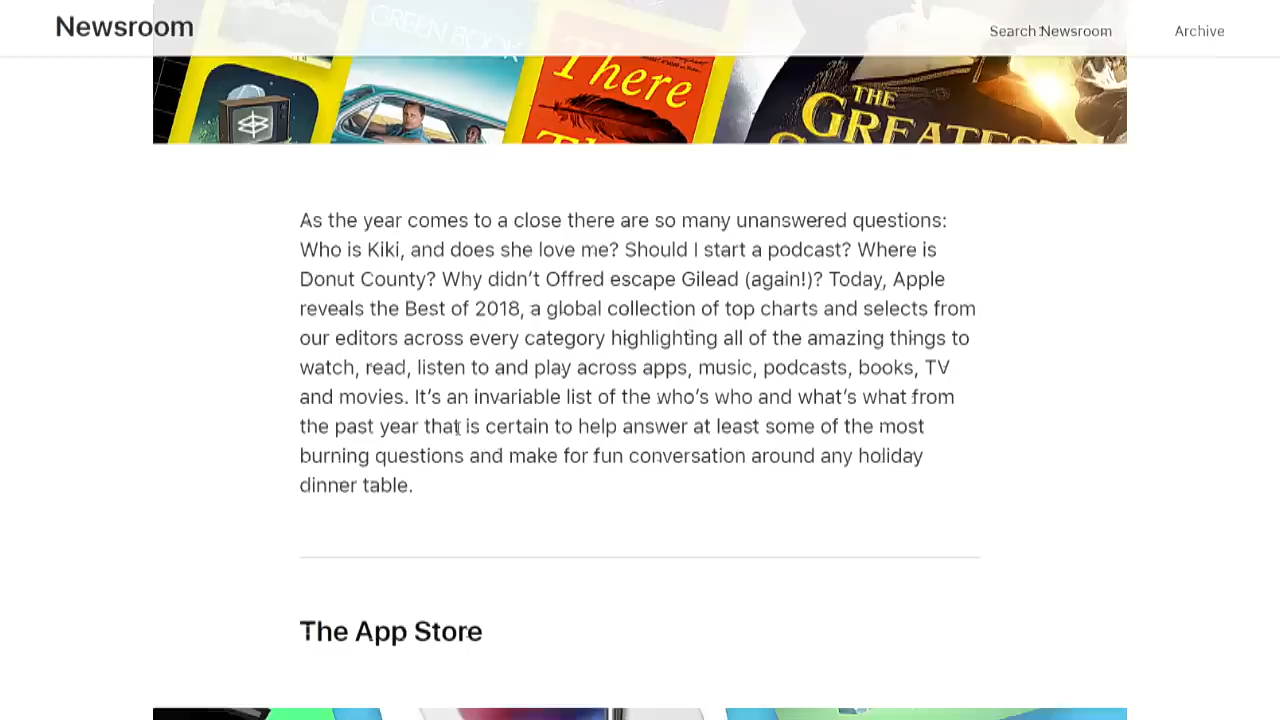 Newsroom
Search Newsroom
Archive
GREEN BOOK
There
There
THE
GREATEST
As the year comes to a close there are so many unanswered questions:
Who is Kiki, and does she love me? Should I start a podcast? Where is
Donut County? Why didn’t Offred escape Gilead (again!)? Today, Apple
reveals the Best of 2018, a global collection of top charts and selects from
our editors across every category highlighting all of the amazing things to
watch, read, listen to and play across apps, music, podcasts, books, TV
and movies. It’s an invariable list of the who’s who and what’s what from
the past year that is certain to help answer at least some of the most
burning questions and make for fun conversation around any holiday
dinner table.
The App Store